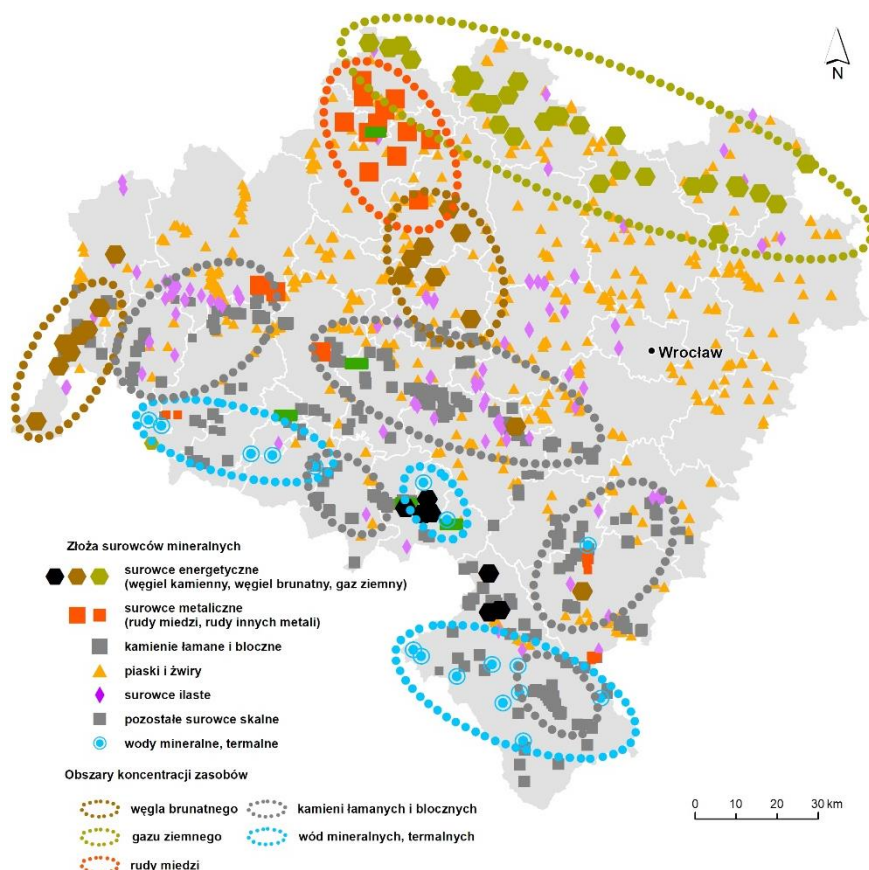 N
Wrocław
Złoża surowców mineralnych
surowce energetyczne
(węgiel kamienny, węgiel brunatny, gaz ziemny)
surowce metaliczne
(rudy miedzi, rudy innych metali)
kamienie łamane i bloczne
piaski i żwiry
surowce ilaste
pozostałe surowce skalne
wody mineralne, termalne
Obszary koncentracji zasobów
węgla brunatnego
kamieni łamanych i blocznych
gazu ziemnego
wód mineralnych, termalnych
rudy miedzi
0 10 20 30 km